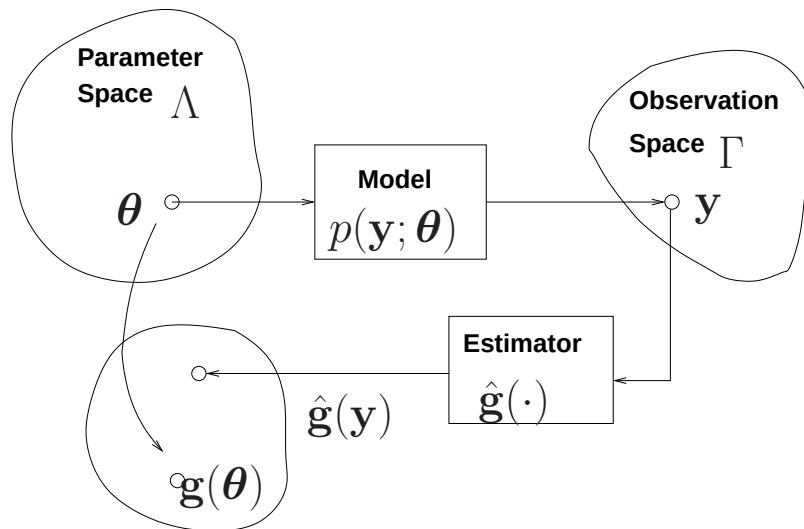 Parameter
Space Λ
Observation
Space Γ
Model
p(y; θ)
θ
y
Estimator
ĝ(·)
ĝ(y)
g(θ)